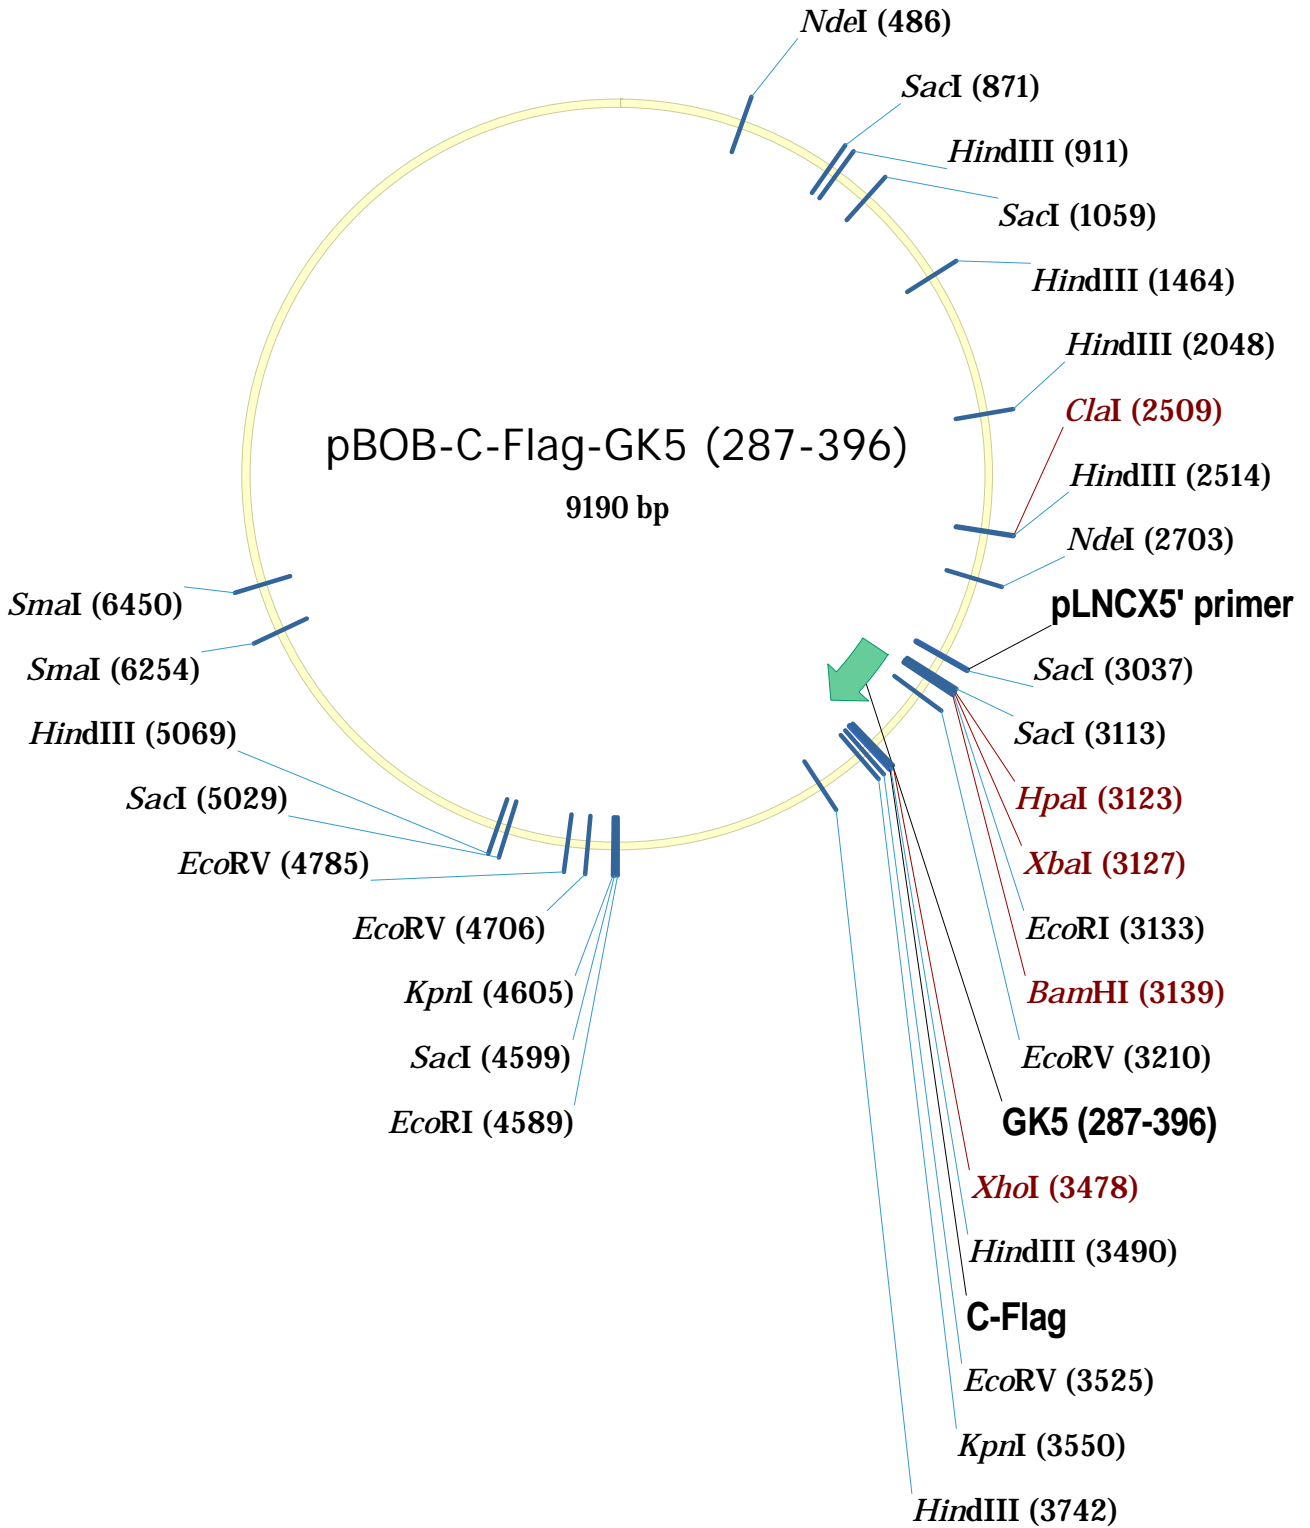 NdeI (486)
SacI (871)
HindIII (911)
SacI (1059)
HindIII (1464)
HindIII (2048)
ClaI (2509)
HindIII (2514)
NdeI (2703)
pLNCX5' primer
SacI (3037)
SacI (3113)
HpaI (3123)
XbaI (3127)
EcoRI (3133)
BamHI (3139)
EcoRV (3210)
GK5 (287-396)
XhoI (3478)
HindIII (3490)
C-Flag
EcoRV (3525)
KpnI (3550)
HindIII (3742)
EcoRI (4589)
SacI (4599)
KpnI (4605)
EcoRV (4706)
EcoRV (4785)
SacI (5029)
HindIII (5069)
SmaI (6254)
SmaI (6450)
pBOB-C-Flag-GK5 (287-396)
9190 bp